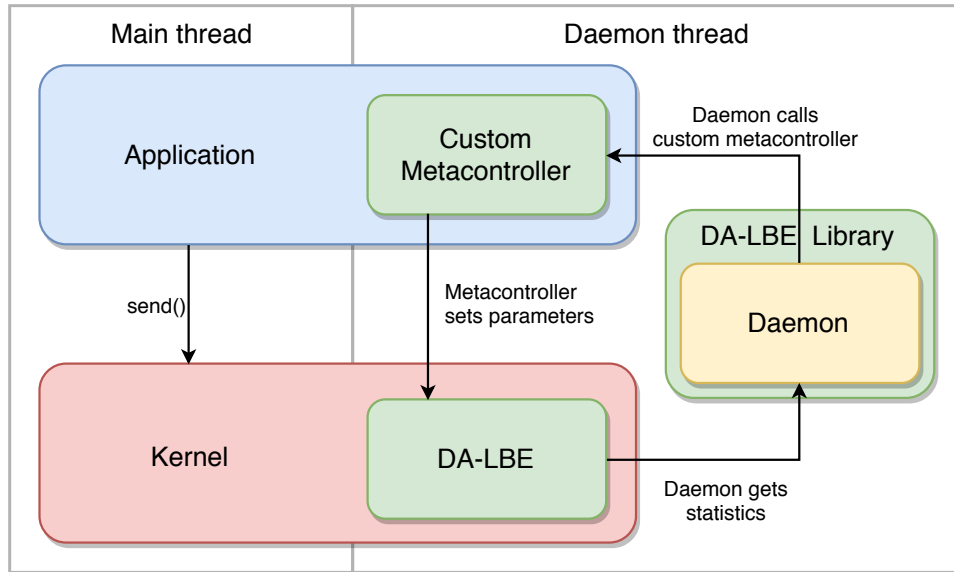 Main thread
Daemon thread
Application
Custom
Metacontroller
Daemon calls
custom metacontroller
DA-LBE Library
Daemon
send()
Metacontroller
sets parameters
Kernel
DA-LBE
Daemon gets
statistics